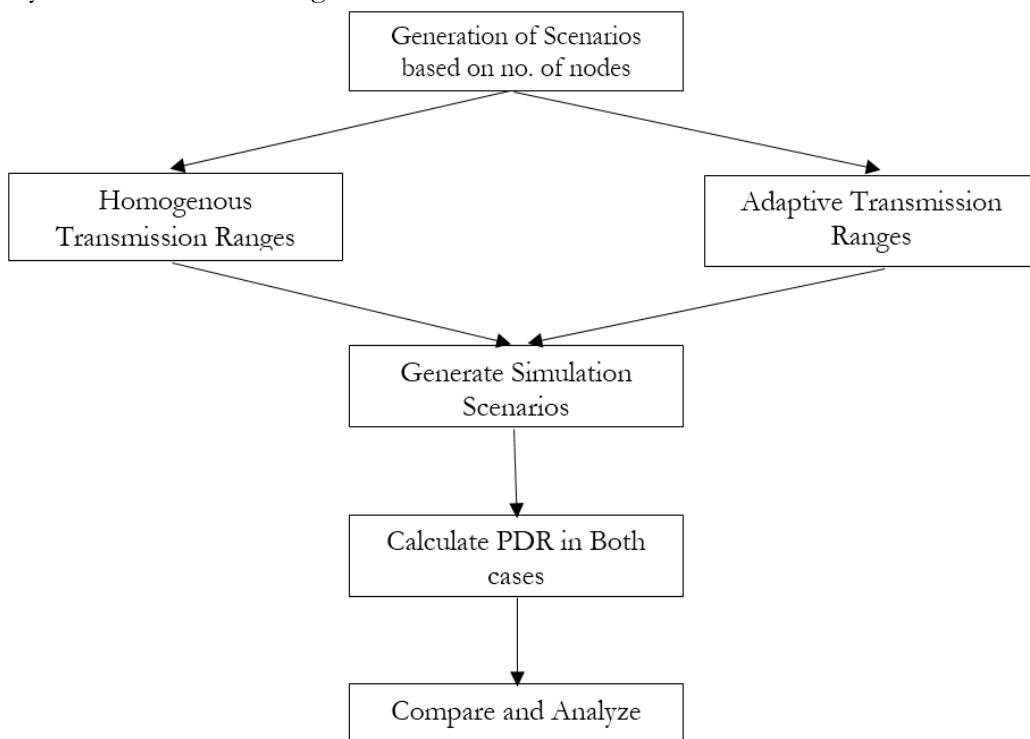 Generation of Scenarios
based on no. of nodes
Homogenous
Transmission Ranges
Adaptive Transmission
Ranges
Generate Simulation
Scenarios
Calculate PDR in Both
cases
Compare and Analyze